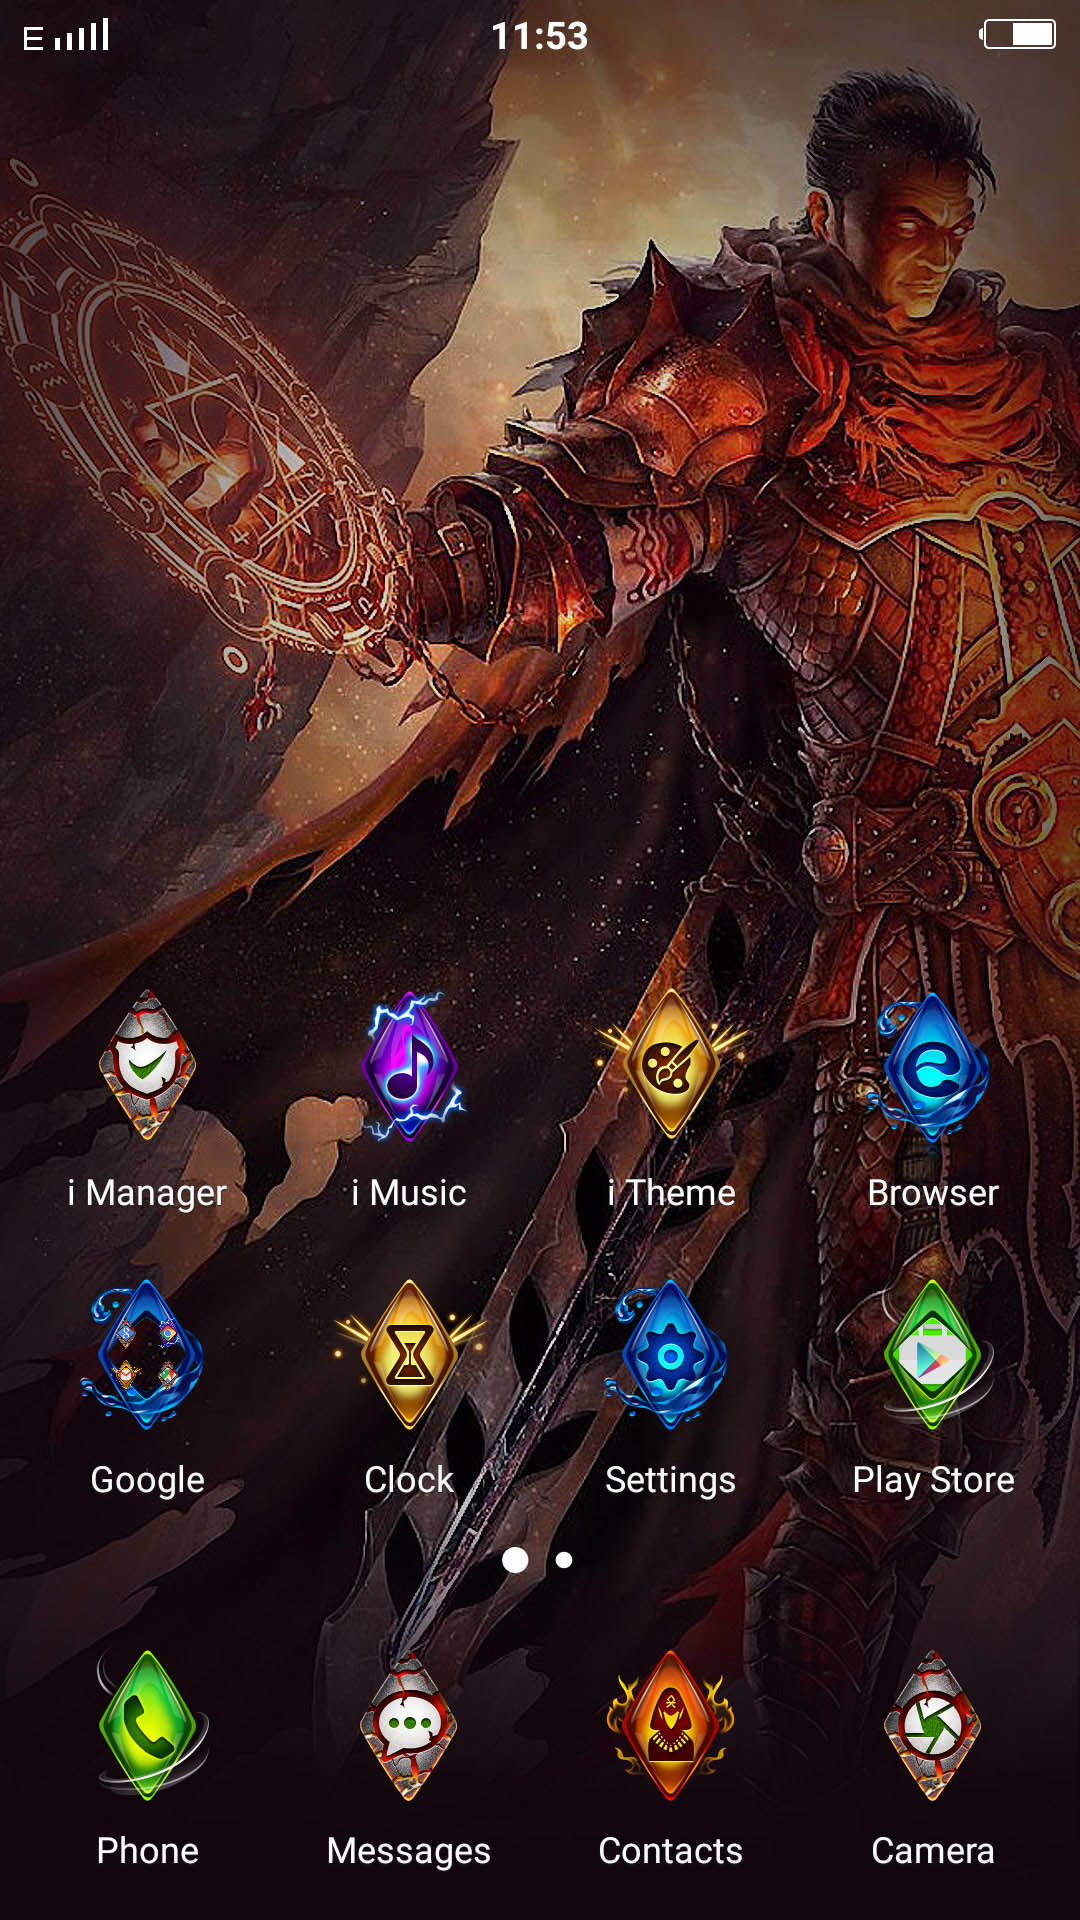 E
11:53
i Manager
i Music
i Theme
Browser
Google
Clock
Settings
Play Store
Phone
Messages
Contacts
Camera